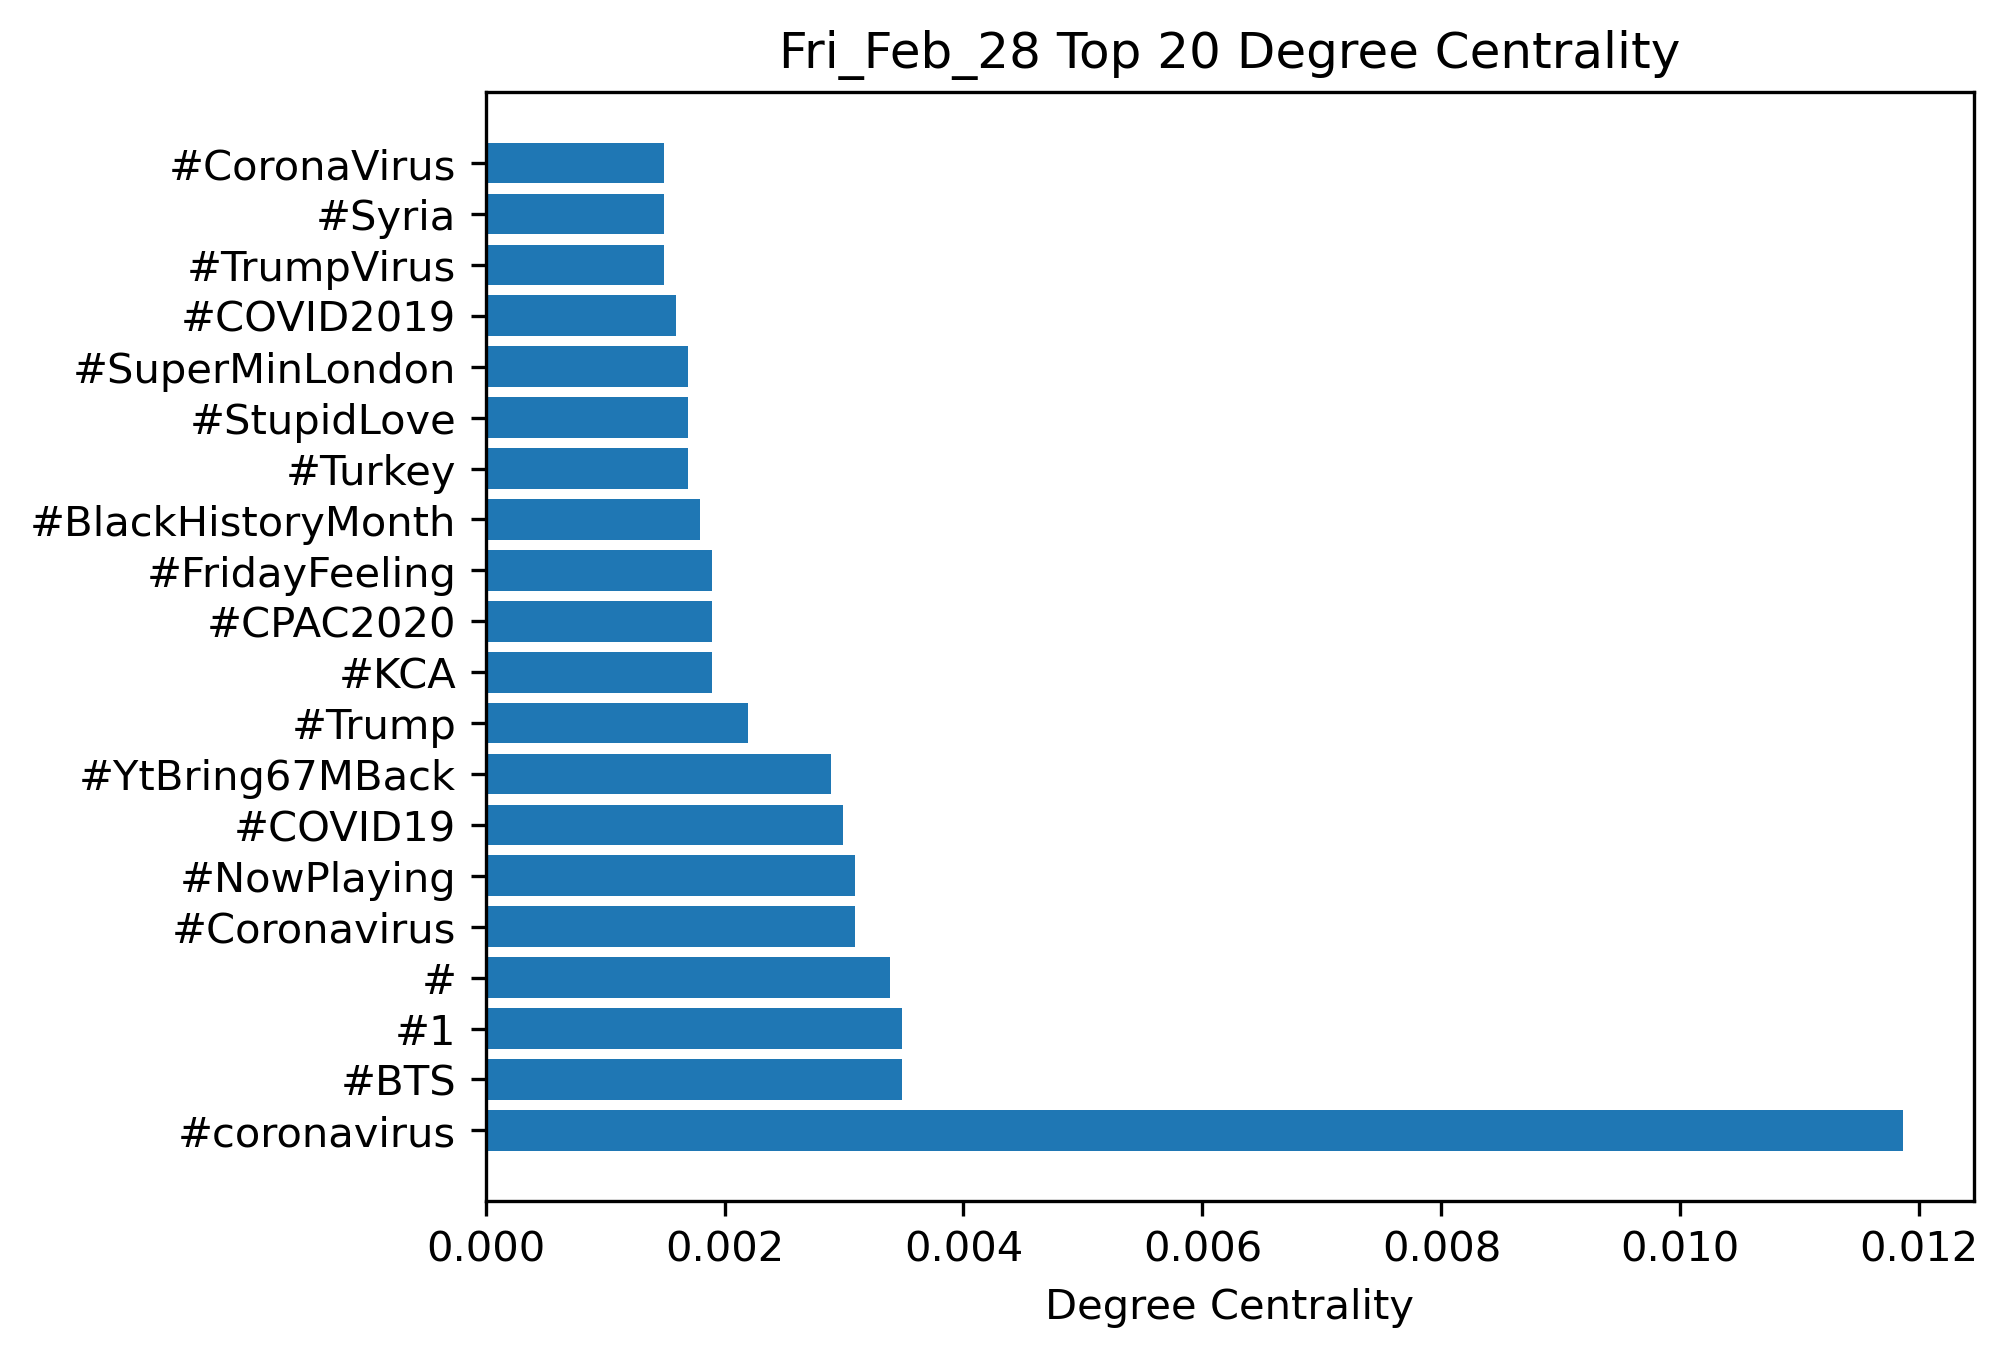 Fri_Feb_28 Top 20 Degree Centrality
#CoronaVirus
#Syria
#TrumpVirus
#COVID2019
#SuperMinLondon
#StupidLove
#Turkey
#BlackHistoryMonth
#FridayFeeling
#CPAC2020
#KCA
#Trump
#YtBring67MBack
#COVID19
#NowPlaying
#Coronavirus
#
#1
#BTS
#coronavirus
0.000 0.002 0.004 0.006 0.008 0.010 0.012
Degree Centrality